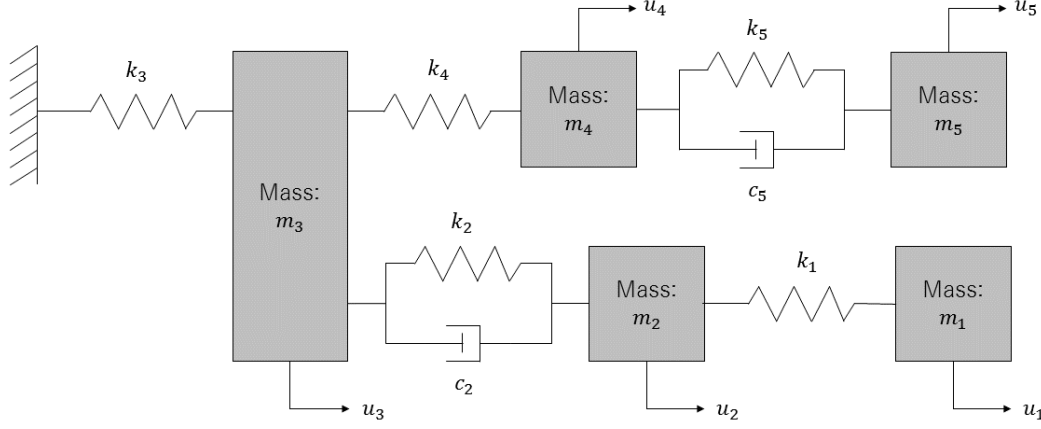 u₄
u₅
k₃
k₄
k₅
Mass:
m₄
Mass:
m₅
Mass:
m₃
c₅
k₂
k₁
Mass:
m₂
Mass:
m₁
c₂
u₃
u₂
u₁